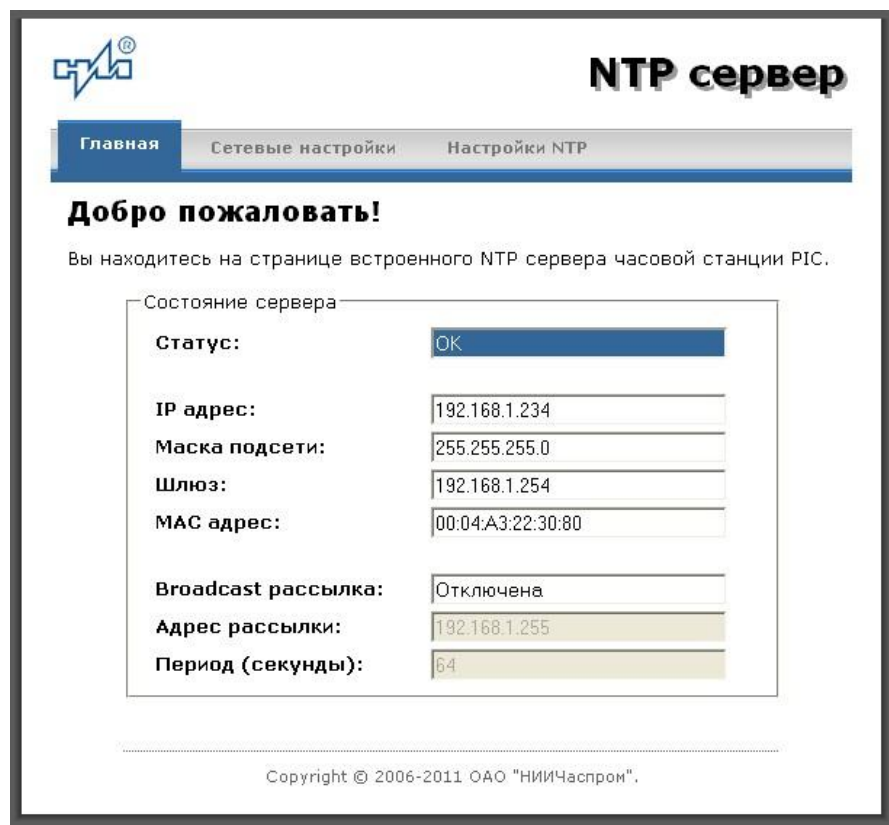 ®
NTP сервер
Главная Сетевые настройки Настройки NTP
Добро пожаловать!
Вы находитесь на странице встроенного NTP сервера часовой станции PIC.
Состояние сервера
Статус: OK
IP адрес: 192.168.1.234
Маска подсети: 255.255.255.0
Шлюз: 192.168.1.254
MAC адрес: 00:04:A3:22:30:80
Broadcast рассылка: Отключена
Адрес рассылки: 192.168.1.255
Период (секунды): 64
Copyright © 2006-2011 ОАО "НИИЧаспром".